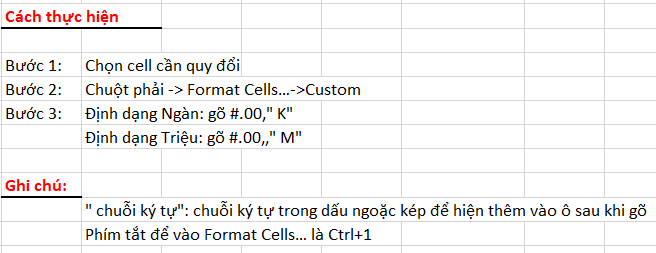 Cách thực hiện
Bước 1: Chọn cell cần quy đổi
Bước 2: Chuột phải -> Format Cells...->Custom
Bước 3: Định dạng Ngàn: gõ #.00," K"
Định dạng Triệu: gõ #.00,," M"
Ghi chú:
" chuỗi ký tự": chuỗi ký tự trong dấu ngoặc kép để hiện thêm vào ô sau khi gõ
Phím tắt để vào Format Cells... là Ctrl+1